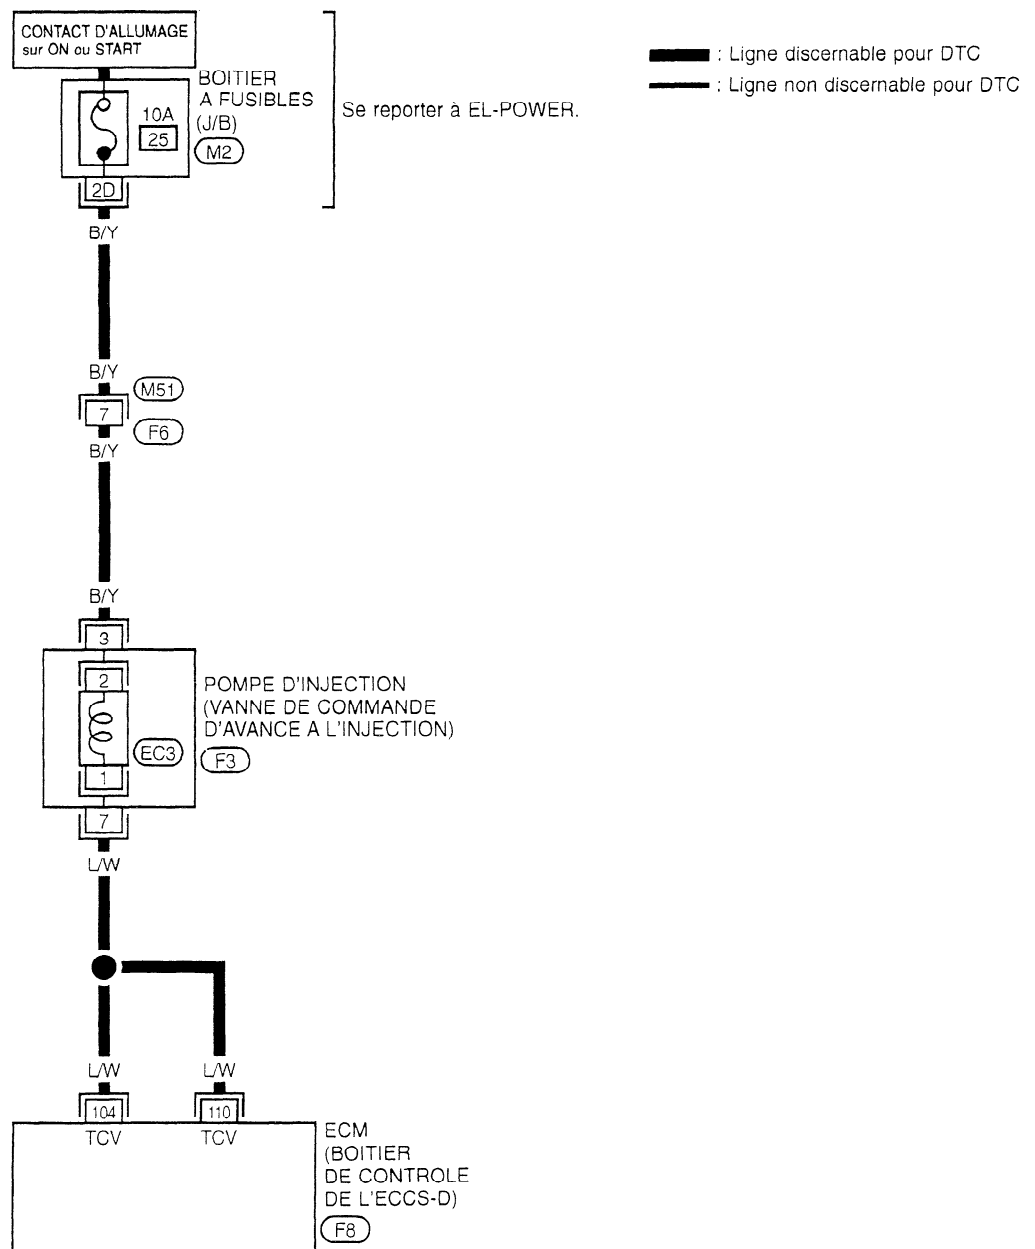 CONTACT D'ALLUMAGE
sur ON ou START
BOITIER
A FUSIBLES
(J/B)
M2
10A
25
Se reporter à EL-POWER.
: Ligne discernable pour DTC
: Ligne non discernable pour DTC
2D
B/Y
B/Y
M51
7
F6
B/Y
B/Y
3
2
POMPE D'INJECTION
(VANNE DE COMMANDE
D'AVANCE A L'INJECTION)
EC3
F3
1
7
L/W
L/W
L/W
104
110
TCV
TCV
ECM
(BOITIER
DE CONTROLE
DE L'ECCS-D)
F8